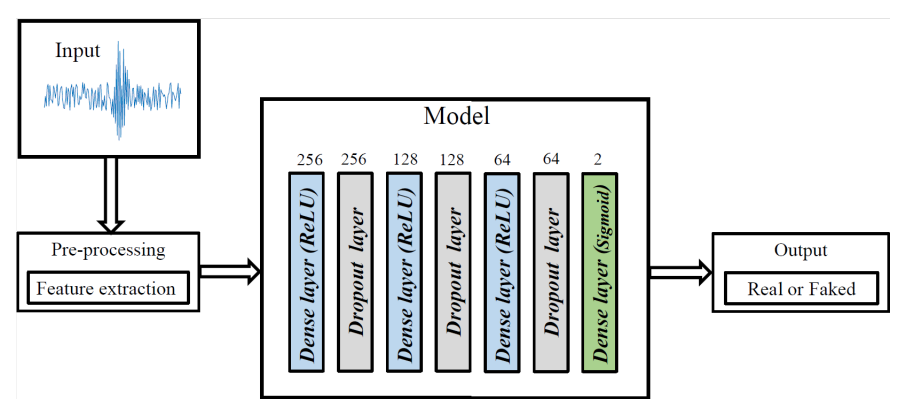 Input
Pre-processing
Feature extraction
Model
256 256 128 128 64 64 2
Dense layer (ReLU)
Dropout layer
Dense layer (ReLU)
Dropout layer
Dense layer (ReLU)
Dropout layer
Dense layer (Sigmoid)
Output
Real or Faked